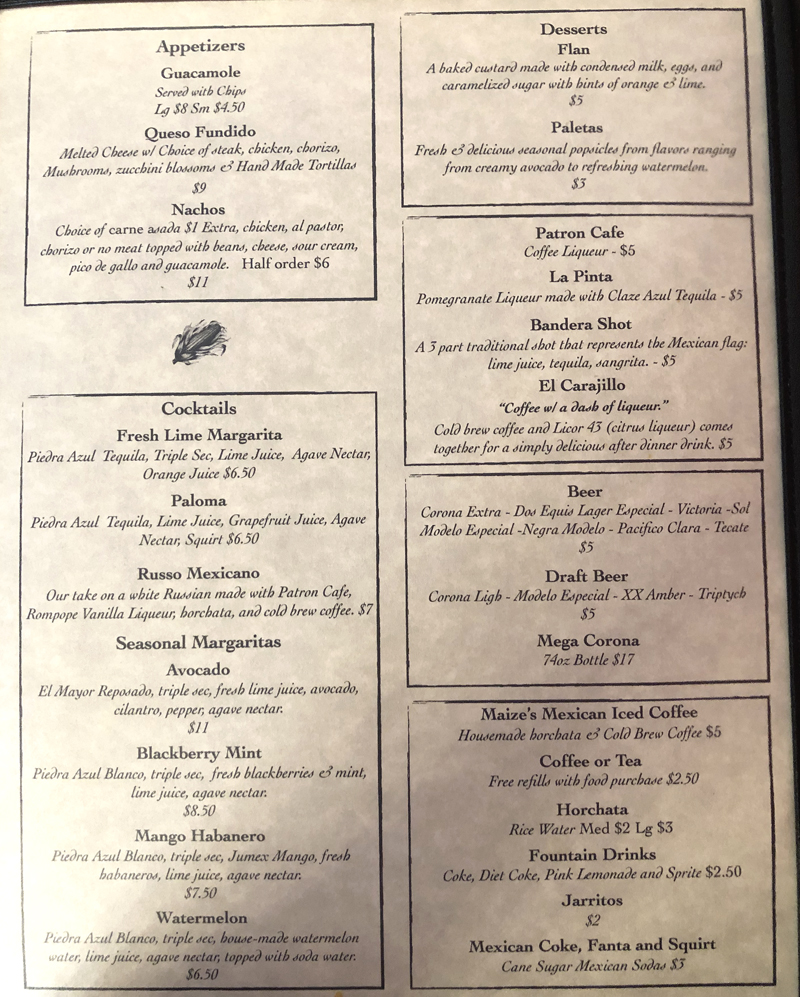 Appetizers
Guacamole
Served with Chips
Lg $8 Sm $4.50
Queso Fundido
Melted Cheese w/ Choice of steak, chicken, chorizo,
Mushrooms, zucchini blossoms & Hand Made Tortillas
$9
Nachos
Choice of carne asada $1 Extra, chicken, al pastor,
chorizo or no meat topped with beans, cheese, sour cream,
pico de gallo and guacamole. Half order $6
$11
Cocktails
Fresh Lime Margarita
Piedra Azul Tequila, Triple Sec, Lime Juice, Agave Nectar,
Orange Juice $6.50
Paloma
Piedra Azul Tequila, Lime Juice, Grapefruit Juice, Agave
Nectar, Squirt $6.50
Russo Mexicano
Our take on a white Russian made with Patron Cafe,
Rompope Vanilla Liqueur, horchata, and cold brew coffee. $7
Seasonal Margaritas
Avocado
El Mayor Reposado, triple sec, fresh lime juice, avocado,
cilantro, pepper, agave nectar.
$11
Blackberry Mint
Piedra Azul Blanco, triple sec, fresh blackberries & mint,
lime juice, agave nectar.
$8.50
Mango Habanero
Piedra Azul Blanco, triple sec, Jumex Mango, fresh
habaneros, lime juice, agave nectar.
$7.50
Watermelon
Piedra Azul Blanco, triple sec, house-made watermelon
water, lime juice, agave nectar, topped with soda water.
$6.50
Desserts
Flan
A baked custard made with condensed milk, eggs, and
caramelized sugar with hints of orange & lime.
$5
Paletas
Fresh & delicious seasonal popsicles from flavors ranging
from creamy avocado to refreshing watermelon.
$3
Patron Cafe
Coffee Liqueur - $5
La Pinta
Pomegranate Liqueur made with Claze Azul Tequila - $5
Bandera Shot
A 3 part traditional shot that represents the Mexican flag:
lime juice, tequila, sangrita. - $5
El Carajillo
"Coffee w/ a dash of liqueur."
Cold brew coffee and Licor 43 (citrus liqueur) comes
together for a simply delicious after dinner drink. $5
Beer
Corona Extra - Dos Equis Lager Especial - Victoria -Sol
Modelo Especial -Negra Modelo - Pacifico Clara - Tecate
$5
Draft Beer
Corona Ligh - Modelo Especial - XX Amber - Triptych
$5
Mega Corona
74oz Bottle $17
Maize's Mexican Iced Coffee
Housemade horchata & Cold Brew Coffee $5
Coffee or Tea
Free refills with food purchase $2.50
Horchata
Rice Water Med $2 Lg $3
Fountain Drinks
Coke, Diet Coke, Pink Lemonade and Sprite $2.50
Jarritos
$2
Mexican Coke, Fanta and Squirt
Cane Sugar Mexican Sodas $3